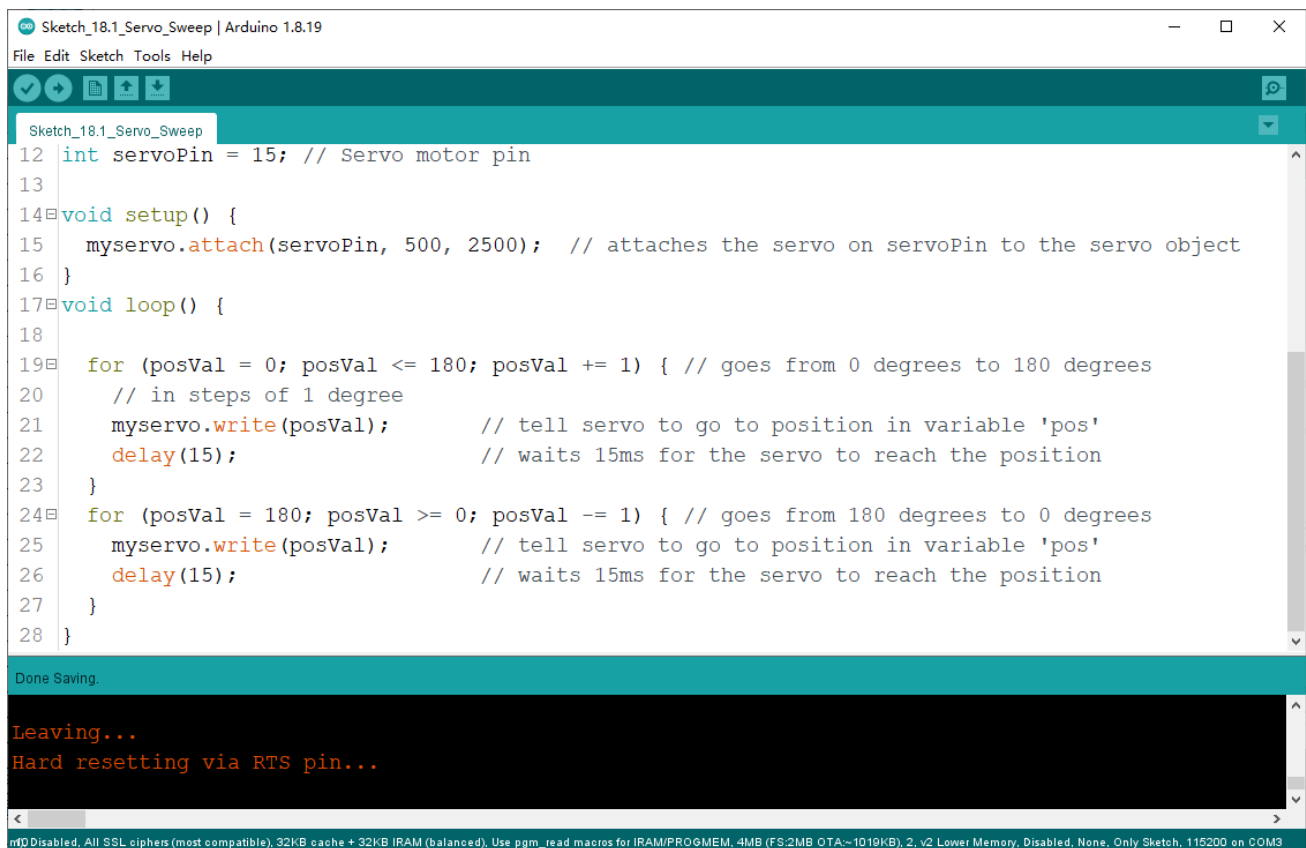 Sketch_18.1_Servo_Sweep | Arduino 1.8.19
File Edit Sketch Tools Help
Sketch_18.1_Servo_Sweep
12 int servoPin = 15; // Servo motor pin
13
14 void setup() {
15   myservo.attach(servoPin, 500, 2500);  // attaches the servo on servoPin to the servo object
16 }
17 void loop() {
18
19   for (posVal = 0; posVal <= 180; posVal += 1) { // goes from 0 degrees to 180 degrees
20     // in steps of 1 degree
21     myservo.write(posVal);       // tell servo to go to position in variable 'pos'
22     delay(15);                   // waits 15ms for the servo to reach the position
23   }
24   for (posVal = 180; posVal >= 0; posVal -= 1) { // goes from 180 degrees to 0 degrees
25     myservo.write(posVal);       // tell servo to go to position in variable 'pos'
26     delay(15);                   // waits 15ms for the servo to reach the position
27   }
28 }
Done Saving.
Leaving...
Hard resetting via RTS pin...
Disabled, All SSL ciphers (most compatible), 32KB cache + 32KB IRAM (balanced), Use pgm_read macros for IRAM/PROGMEM, 4MB (FS:2MB OTA:~1019KB), 2, v2 Lower Memory, Disabled, None, Only Sketch, 115200 on COM3